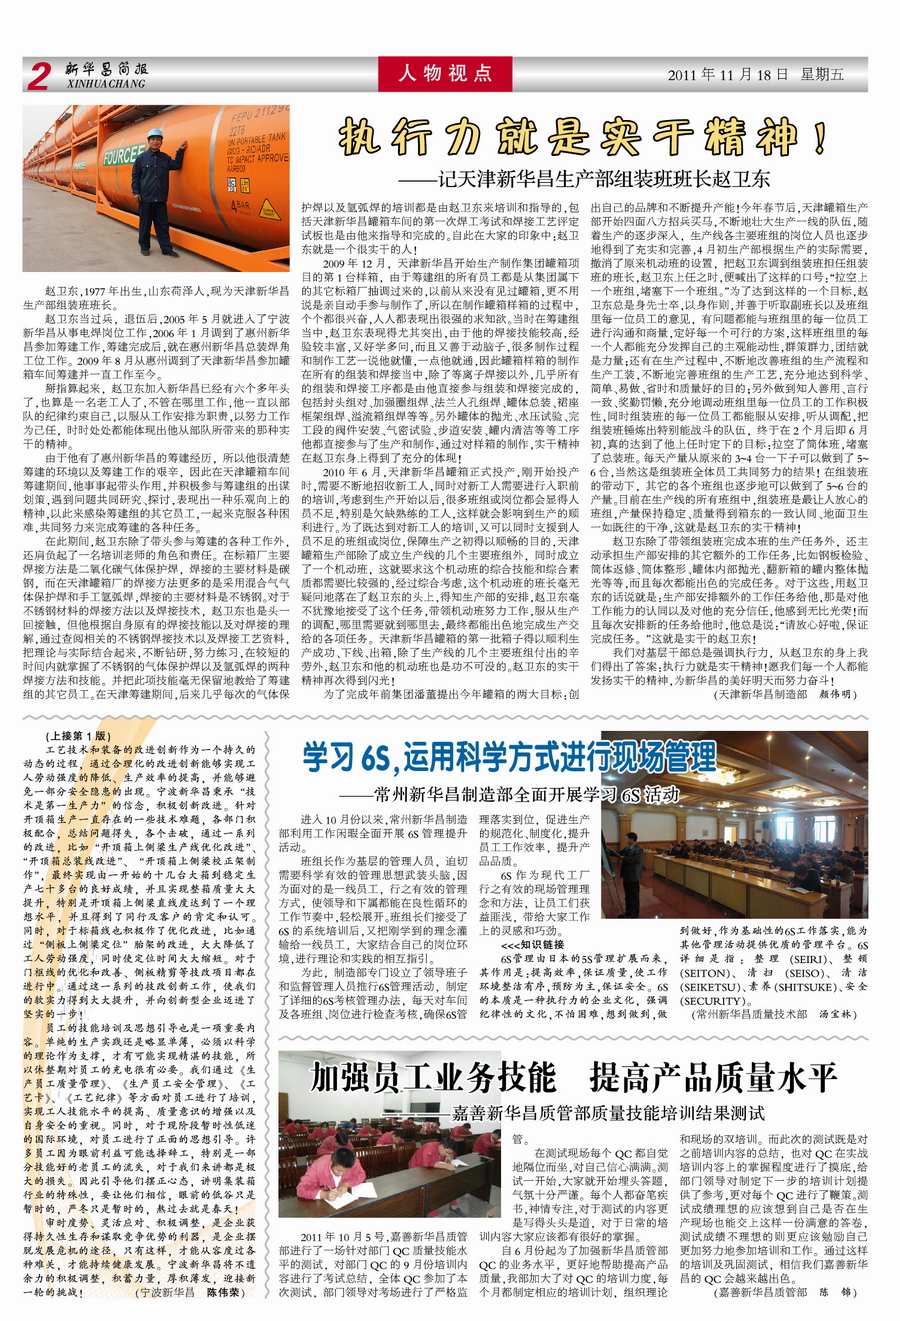 2
新华昌简报
XINHUACHANG
人物视点
2011年11月18日 星期五
FOURCEE
执行力就是实干精神！
——记天津新华昌生产部组装班班长赵卫东
赵卫东,1977年出生,山东荷泽人,现为天津新华昌
生产部组装班班长。
赵卫东当过兵，退伍后,2005年5月就进入了宁波
新华昌从事电焊岗位工作,2006年1月调到了惠州新华
昌参加筹建工作,筹建完成后,就在惠州新华昌总装焊角
工位工作。2009年8月从惠州调到了天津新华昌参加罐
箱车间筹建并一直工作至今。
掰指算起来，赵卫东加入新华昌已经有六个多年头
了,也算是一名老工人了,不管在哪里工作,他一直以部
队的纪律约束自己,以服从工作安排为职责,以努力工作
为己任，时时处处都能体现出他从部队所带来的那种实
干的精神。
由于他有了惠州新华昌的筹建经历，所以他很清楚
筹建的环境以及筹建工作的艰辛，因此在天津罐箱车间
筹建期间,他事事起带头作用,并积极参与筹建组的出谋
划策,遇到问题共同研究、探讨,表现出一种乐观向上的
精神,以此来感染筹建组的其它员工,一起来克服各种困
难,共同努力来完成筹建的各种任务。
在此期间,赵卫东除了带头参与筹建的各种工作外,
还肩负起了一名培训老师的角色和责任。在标箱厂主要
焊接方法是二氧化碳气体保护焊，焊接的主要材料是碳
钢，而在天津罐箱厂的焊接方法更多的是采用混合气气
体保护焊和手工氩弧焊,焊接的主要材料是不锈钢。对于
不锈钢材料的焊接方法以及焊接技术，赵卫东也是头一
回接触，但他根据自身原有的焊接技能以及对焊接的理
解,通过查阅相关的不锈钢焊接技术以及焊接工艺资料,
把理论与实际结合起来,不断钻研,努力练习,在较短的
时间内就掌握了不锈钢的气体保护焊以及氩弧焊的两种
焊接方法和技能。并把此项技能毫无保留地教给了筹建
组的其它员工。在天津筹建期间,后来几乎每次的气体保
护焊以及氩弧焊的培训都是由赵卫东来培训和指导的,包
括天津新华昌罐箱车间的第一次焊工考试和焊接工艺评定
试板也是由他来指导和完成的。自此在大家的印象中:赵卫
东就是一个很实干的人!
2009年12月，天津新华昌开始生产制作集团罐箱项
目的第1台样箱，由于筹建组的所有员工都是从集团属下
的其它标箱厂抽调过来的,以前从来没有见过罐箱,更不用
说是亲自动手参与制作了,所以在制作罐箱样箱的过程中,
个个都很兴奋,人人都表现出很强的求知欲。当时在筹建组
当中,赵卫东表现得尤其突出,由于他的焊接技能较高,经
验较丰富,又好学多问,而且又善于动脑子,很多制作过程
和制作工艺一说他就懂,一点他就通,因此罐箱样箱的制作
在所有的组装和焊接当中,除了等离子焊接以外,几乎所有
的组装和焊接工序都是由他直接参与组装和焊接完成的,
包括封头组对、加强圈组焊、法兰人孔组焊、罐体总装、裙座
框架组焊、溢流箱组焊等等。另外罐体的抛光、水压试验、完
工段的阀件安装、气密试验、步道安装、罐内清洁等等工序
他都直接参与了生产和制作,通过对样箱的制作,实干精神
在赵卫东身上得到了充分的体现!
2010年6月,天津新华昌罐箱正式投产,刚开始投产
时,需要不断地招收新工人,同时对新工人需要进行入职前
的培训,考虑到生产开始以后,很多班组或岗位都会显得人
员不足,特别是欠缺熟练的工人,这样就会影响到生产的顺
利进行。为了既达到对新工人的培训,又可以同时支援到人
员不足的班组或岗位,保障生产之初得以顺畅的目的,天津
罐箱生产部除了成立生产线的几个主要班组外，同时成立
了一个机动班，这就要求这个机动班的综合技能和综合素
质都需要比较强的,经过综合考虑,这个机动班的班长毫无
疑问地落在了赵卫东的头上,得知生产部的安排,赵卫东毫
不犹豫地接受了这个任务,带领机动班努力工作,服从生产
的调配,哪里需要就到哪里去,最终都能出色地完成生产交
给的各项任务。天津新华昌罐箱的第一批箱子得以顺利生
产成功、下线、出箱,除了生产线的几个主要班组付出的辛
劳外,赵卫东和他的机动班也是功不可没的。赵卫东的实干
精神再次得到闪光!
为了完成年前集团潘董提出今年罐箱的两大目标:创
出自己的品牌和不断提升产能!今年春节后,天津罐箱生产
部开始四面八方招兵买马,不断地壮大生产一线的队伍,随
着生产的逐步深入，生产线各主要班组的岗位人员也逐步
地得到了充实和完善,4月初生产部根据生产的实际需要,
撤消了原来机动班的设置，把赵卫东调到组装班担任组装
班的班长,赵卫东上任之时,便喊出了这样的口号:“拉空上
一个班组,堵塞下一个班组。”为了达到这样的一个目标,赵
卫东总是身先士卒,以身作则,并善于听取副班长以及班组
里每一位员工的意见，有问题都能与班组里的每一位员工
进行沟通和商量,定好每一个可行的方案,这样班组里的每
一个人都能充分发挥自己的主观能动性,群策群力,团结就
是力量;还有在生产过程中,不断地改善班组的生产流程和
生产工装,不断地完善班组的生产工艺,充分地达到科学、
简单、易做、省时和质量好的目的;另外做到知人善用、言行
一致、奖勤罚懒,充分地调动班组里每一位员工的工作积极
性,同时组装班的每一位员工都能服从安排,听从调配,把
组装班锤炼出特别能战斗的队伍，终于在2个月后即6月
初,真的达到了他上任时定下的目标:拉空了筒体班,堵塞
了总装班。每天产量从原来的3~4台一下子可以做到了5~
6台,当然这是组装班全体员工共同努力的结果!在组装班
的带动下，其它的各个班组也逐步地可以做到了5~6台的
产量。目前在生产线的所有班组中,组装班是最让人放心的
班组,产量保持稳定、质量得到箱东的一致认同、地面卫生
一如既往的干净,这就是赵卫东的实干精神!
赵卫东除了带领组装班完成本班的生产任务外，还主
动承担生产部安排的其它额外的工作任务,比如钢板检验、
筒体返修、筒体整形、罐体内部抛光、翻新箱的罐内整体抛
光等等,而且每次都能出色的完成任务。对于这些,用赵卫
东的话说就是:生产部安排额外的工作任务给他,那是对他
工作能力的认同以及对他的充分信任,他感到无比光荣!而
且每次安排新的任务给他时,他总是说:“请放心好啦,保证
完成任务。”这就是实干的赵卫东!
我们对基层干部总是强调执行力，从赵卫东的身上我
们得出了答案:执行力就是实干精神!愿我们每一个人都能
发扬实干的精神,为新华昌的美好明天而努力奋斗!
(天津新华昌制造部 颜伟明)
(上接第1版)
工艺技术和装备的改进创新作为一个持久的
动态的过程，通过合理化的改进创新能够实现工
人劳动强度的降低、生产效率的提高，并能够避
免一部分安全隐患的出现。宁波新华昌秉承“技
术是第一生产力”的信念，积极创新改进。针对
开顶箱生产一直存在的一些技术难题，各部门积
极配合，总结问题得失，各个击破，通过一系列
的改进，比如“开顶箱上侧梁生产线优化改进”、
“开顶箱总装线改进”、“开顶箱上侧梁校正架制
作”，最终实现由一开始的十几台大箱到稳定生
产七十多台的良好成绩，并且实现整箱质量大大
提升，特别是开顶箱上侧梁直线度达到了一个理
想水平，并且得到了同行及客户的肯定和认可。
同时，对于标箱线也积极作了优化改进，比如通
过“侧板上侧梁定位”胎架的改进，大大降低了
工人劳动强度，同时使定位时间大大缩短。对于
门框线的优化和改善、侧板精剪等技改项目都在
进行中。通过这一系列的技改创新工作，使我们
的软实力得到大大提升，并向创新型企业迈进了
坚实的一步！
员工的技能培训及思想引导也是一项重要内
容。单纯的生产实践还是略显单薄，必须以科学
的理论作为支撑，才有可能实现精湛的技能，所
以休整期对员工的充电很有必要。我们通过《生
产员工质量管理》、《生产员工安全管理》、《工
艺卡》、《工艺纪律》等方面对员工进行了培训，
实现工人技能水平的提高、质量意识的增强以及
自身安全的重视。同时，对于现阶段暂时性低迷
的国际环境，对员工进行了正面的思想引导。许
多员工因为眼前利益可能选择辞工，特别是一部
分技能好的老员工的流失，对于我们来讲都是极
大的损失。因此引导他们摆正心态，讲明集装箱
行业的特殊性，要让他们相信，眼前的低谷只是
暂时的，严冬只是暂时的，熬过去就是春天！
审时度势、灵活应对、积极调整，是企业获
得持久性生存和谋取竞争优势的利器，是企业摆
脱发展危机的途径，只有这样，才能从容度过各
种难关，才能持续健康发展。宁波新华昌将不遗
余力的积极调整，积蓄力量，厚积薄发，迎接新
一轮的挑战！ (宁波新华昌 陈伟荣)
学习6S,运用科学方式进行现场管理
——常州新华昌制造部全面开展学习6S活动
进入10月份以来,常州新华昌制造
部利用工作闲暇全面开展6S管理提升
活动。
班组长作为基层的管理人员，迫切
需要科学有效的管理思想武装头脑,因
为面对的是一线员工，行之有效的管理
方式，使领导和下属都能在良性循环的
工作节奏中,轻松展开。班组长们接受了
6S的系统培训后,又把刚学到的理念灌
输给一线员工，大家结合自己的岗位环
境,进行理论和实践的相互指引。
为此，制造部专门设立了领导班子
和监督管理人员推行6S管理活动，制定
了详细的6S考核管理办法，每天对车间
及各班组、岗位进行检查考核,确保6S管
理落实到位，促进生产
的规范化、制度化,提升
员工工作效率，提升产
品品质。
6S作为现代工厂
行之有效的现场管理理
念和方法，让员工们获
益匪浅，带给大家工作
上的灵感和巧劲。
<<<知识链接
6S管理由日本的5S管理扩展而来,
其作用是:提高效率,保证质量,使工作
环境整洁有序,预防为主,保证安全。6S
的本质是一种执行力的企业文化，强调
纪律性的文化,不怕困难,想到做到,做
到做好,作为基础性的6S工作落实,能为
其他管理活动提供优质的管理平台。6S
详细是指：整理(SEIRI)、整顿
(SEITON)、清扫(SEISO)、清洁
(SEIKETSU)、素养(SHITSUKE)、安全
(SECURITY)。
(常州新华昌质量技术部 汤宝林)
加强员工业务技能 提高产品质量水平
————嘉善新华昌质管部质量技能培训结果测试
2011年10月5号,嘉善新华昌质管
部进行了一场针对部门QC质量技能水
平的测试，对部门QC的9月份培训内
容进行了考试总结，全体QC参加了本
次测试，部门领导对考场进行了严格监
管。
在测试现场每个QC都自觉
地隔位而坐,对自己信心满满。测
试一开始,大家就开始埋头答题,
气氛十分严谨。每个人都奋笔疾
书,神情专注,对于测试的内容更
是写得头头是道，对于日常的培
训内容大家应该都有很好的掌握。
自6月份起为了加强新华昌质管部
QC的业务水平，更好地帮助提高产品
质量,我部加大了对QC的培训力度,每
个月都制定相应的培训计划，组织理论
和现场的双培训。而此次的测试既是对
之前培训内容的总结，也对QC在实战
培训内容上的掌握程度进行了摸底,给
部门领导对制定下一步的培训计划提
供了参考,更对每个QC进行了鞭策。测
试成绩理想的应该想到自己是否在生
产现场也能交上这样一份满意的答卷,
测试成绩不理想的则更应该勉励自己
更加努力地参加培训和工作。通过这样
的培训及巩固测试，相信我们嘉善新华
昌的QC会越来越出色。
(嘉善新华昌质管部 陈 锦)